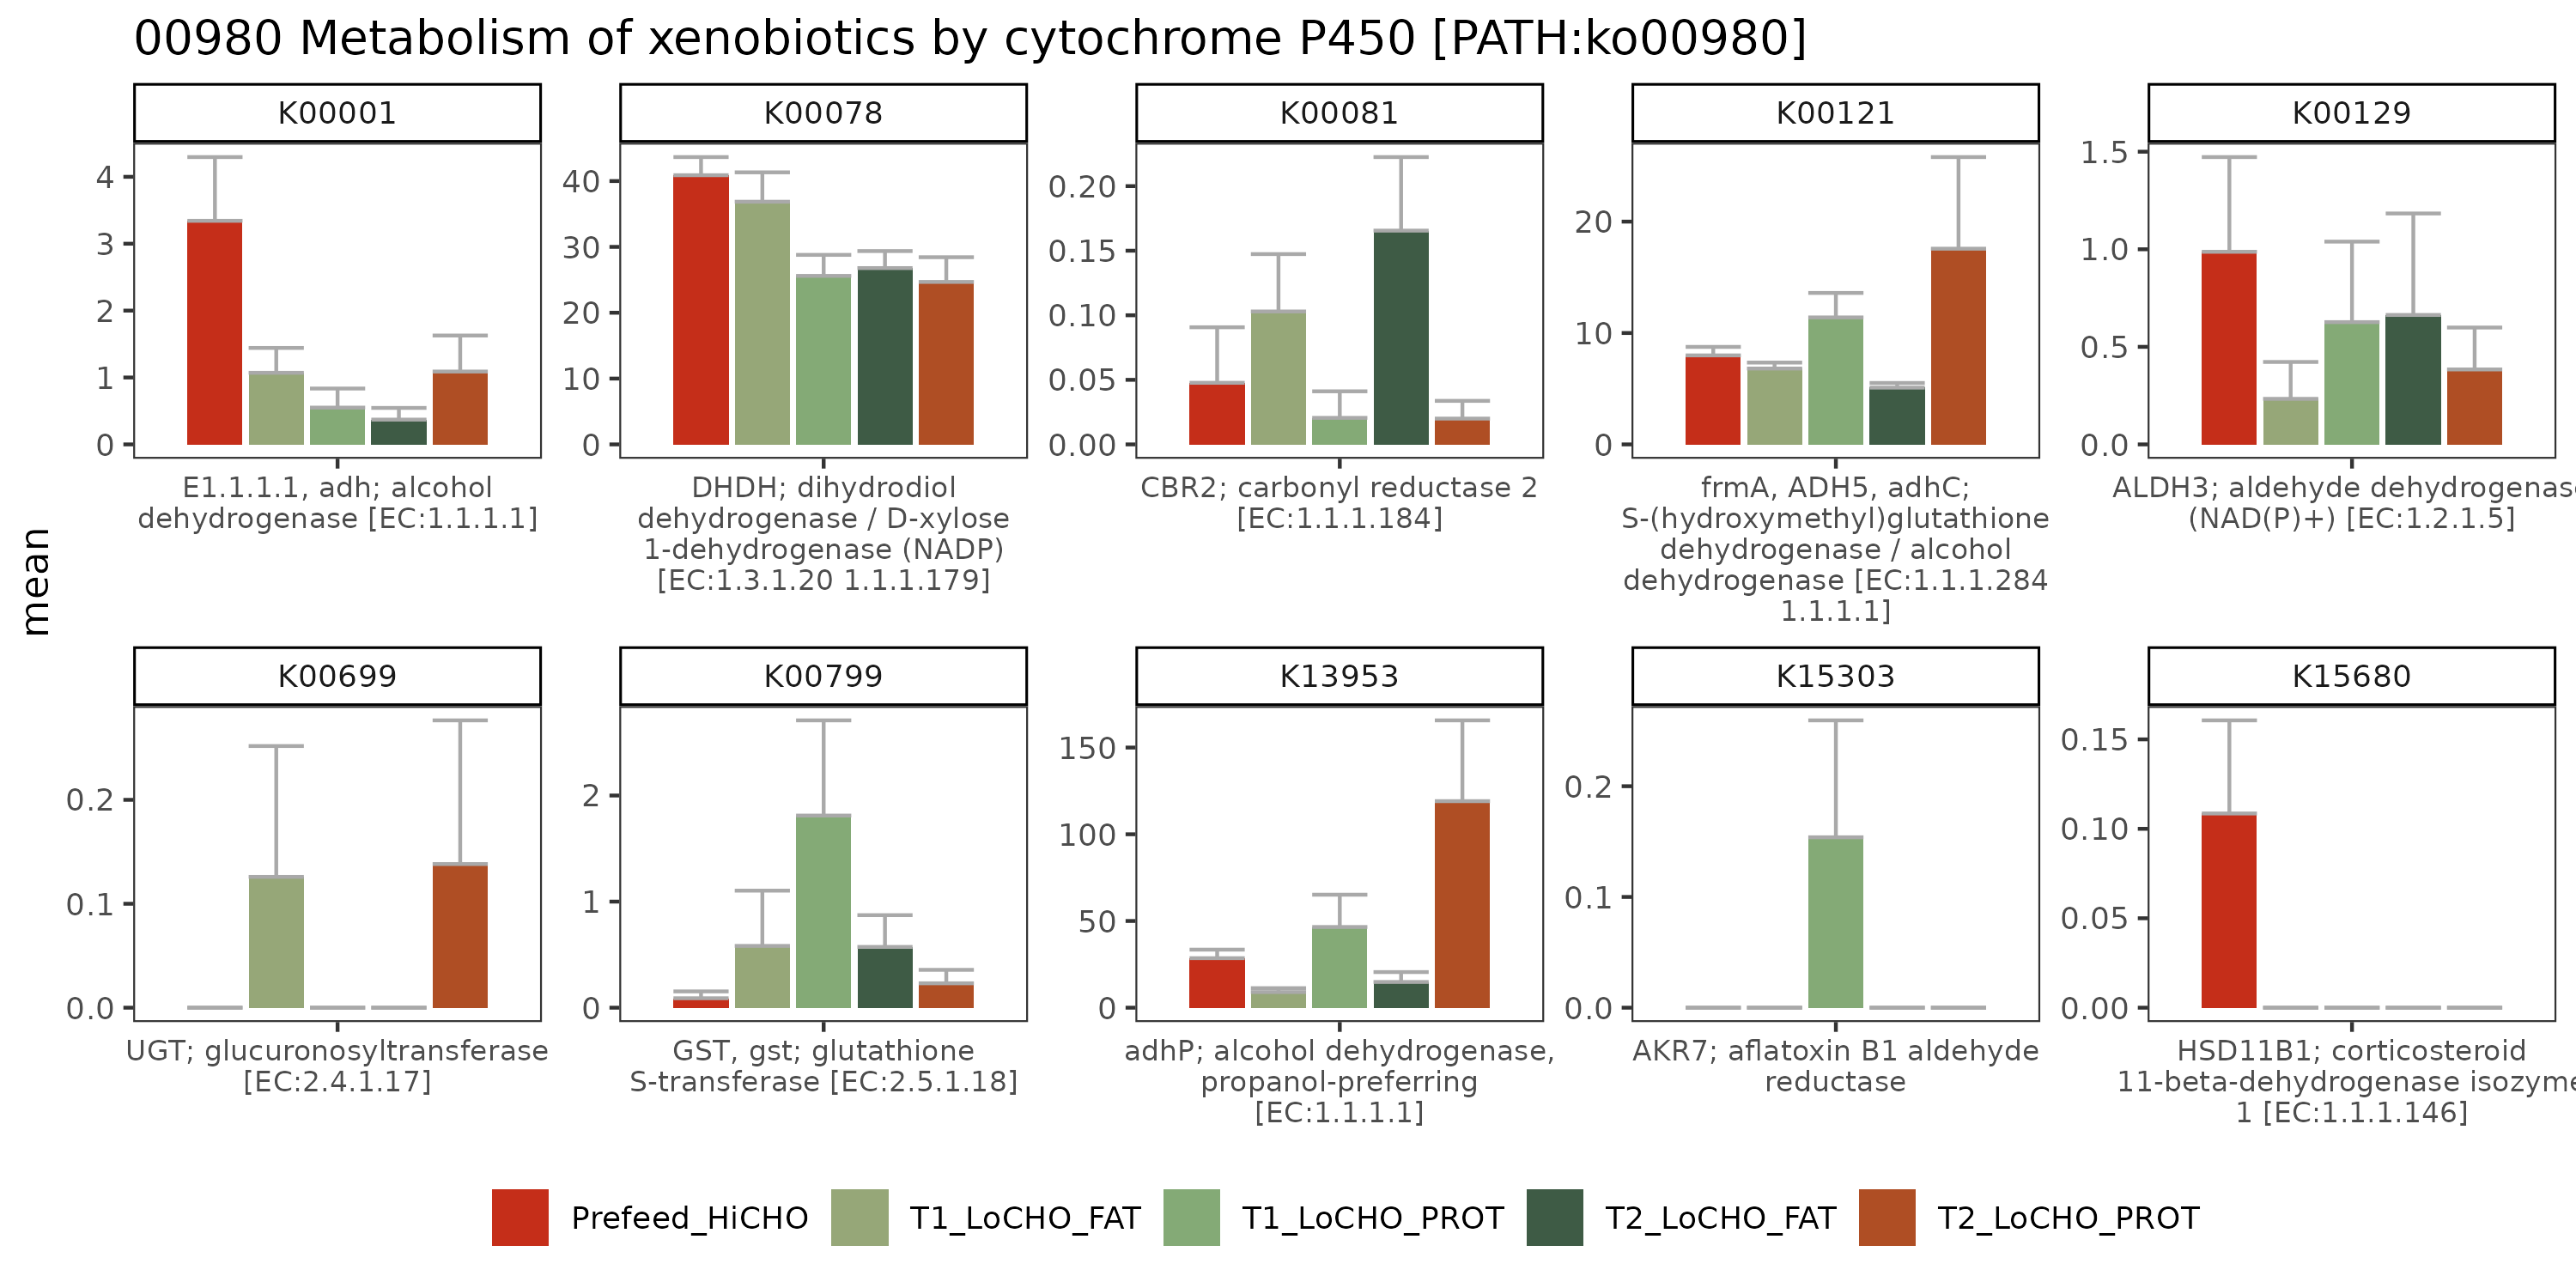 00980 Metabolism of xenobiotics by cytochrome P450 [PATH:ko00980]
mean
K00001
4
3
2
1
0
E1.1.1.1, adh; alcohol
dehydrogenase [EC:1.1.1.1]
K00078
40
30
20
10
0
DHDH; dihydrodiol
dehydrogenase / D-xylose
1-dehydrogenase (NADP)
[EC:1.3.1.20 1.1.1.179]
K00081
0.20
0.15
0.10
0.05
0.00
CBR2; carbonyl reductase 2
[EC:1.1.1.184]
K00121
20
10
0
frmA, ADH5, adhC;
S-(hydroxymethyl)glutathione
dehydrogenase / alcohol
dehydrogenase [EC:1.1.1.284
1.1.1.1]
K00129
1.5
1.0
0.5
0.0
ALDH3; aldehyde dehydrogenase
(NAD(P)+) [EC:1.2.1.5]
K00699
0.2
0.1
0.0
UGT; glucuronosyltransferase
[EC:2.4.1.17]
K00799
2
1
0
GST, gst; glutathione
S-transferase [EC:2.5.1.18]
K13953
150
100
50
0
adhP; alcohol dehydrogenase,
propanol-preferring
[EC:1.1.1.1]
K15303
0.2
0.1
0.0
AKR7; aflatoxin B1 aldehyde
reductase
K15680
0.15
0.10
0.05
0.00
HSD11B1; corticosteroid
11-beta-dehydrogenase isozyme
1 [EC:1.1.1.146]
Prefeed_HiCHO
T1_LoCHO_FAT
T1_LoCHO_PROT
T2_LoCHO_FAT
T2_LoCHO_PROT